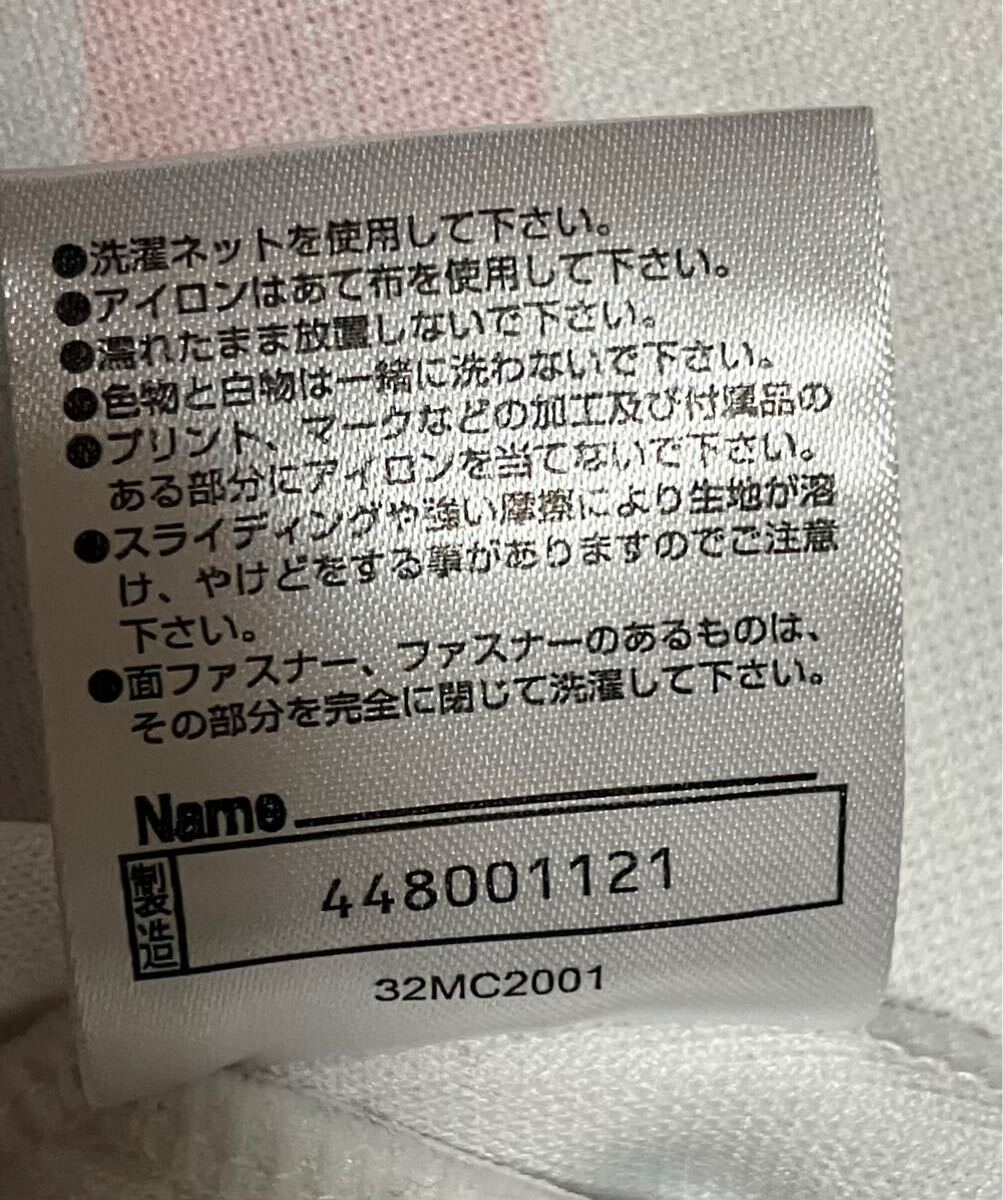 ●洗濯ネットを使用して下さい。
●アイロンはあて布を使用して下さい。
●濡れたまま放置しないで下さい。
●色物と白物は一緒に洗わないで下さい。
●プリント、マークなどの加工及び付属品の
ある部分にアイロンを当てないで下さい。
●スライディングや強い摩擦により生地が溶
け、やけどをする事がありますのでご注意
下さい。
●面ファスナー、ファスナーのあるものは、
その部分を完全に閉じて洗濯して下さい。
Name
製造 448001121
32MC2001